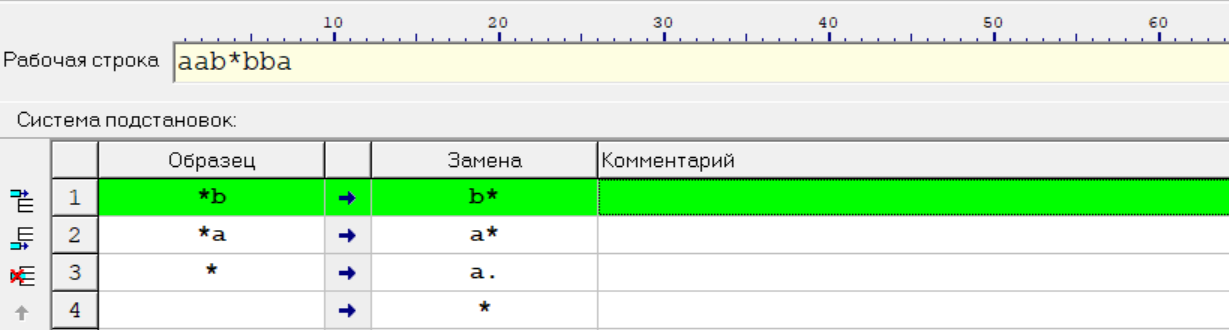 10 20 30 40 50 60
Рабочая строка aab*bba
Система подстановок:
Образец Замена Комментарий
1 *b ➔ b*
2 *a ➔ a*
3 * ➔ a.
4 ➔ *